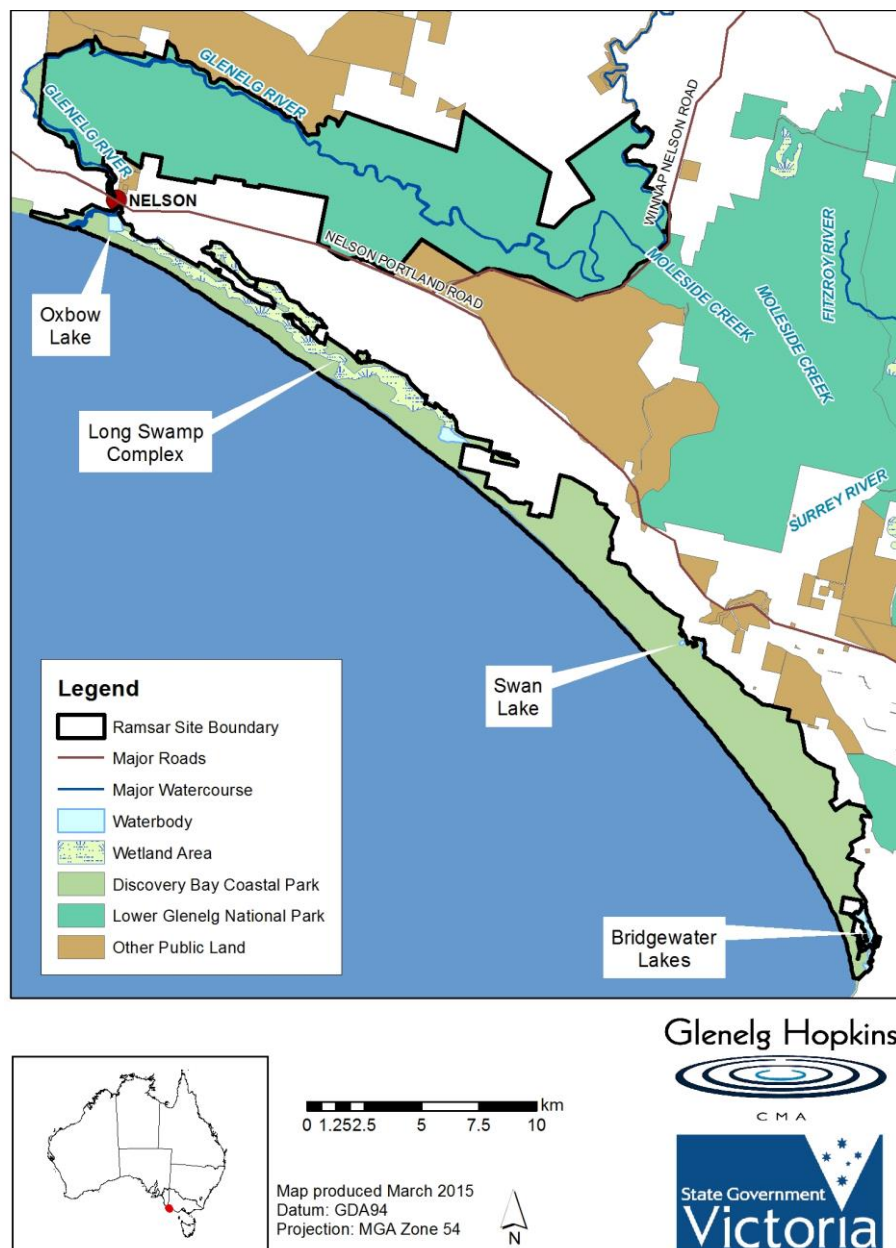 GLENELG RIVER
GLENELG RIVER
WINNAP NELSON ROAD
NELSON
NELSON PORTLAND ROAD
MOLESIDE CREEK
MOLESIDE CREEK
FITZROY RIVER
Oxbow
Lake
Long Swamp
Complex
SURREY RIVER
Swan
Lake
Bridgewater
Lakes
Legend
Ramsar Site Boundary
Major Roads
Major Watercourse
Waterbody
Wetland Area
Discovery Bay Coastal Park
Lower Glenelg National Park
Other Public Land
km
0 1.252.5 5 7.5 10
Map produced March 2015
Datum: GDA94
Projection: MGA Zone 54
N
Glenelg Hopkins
CMA
State Government
Victoria